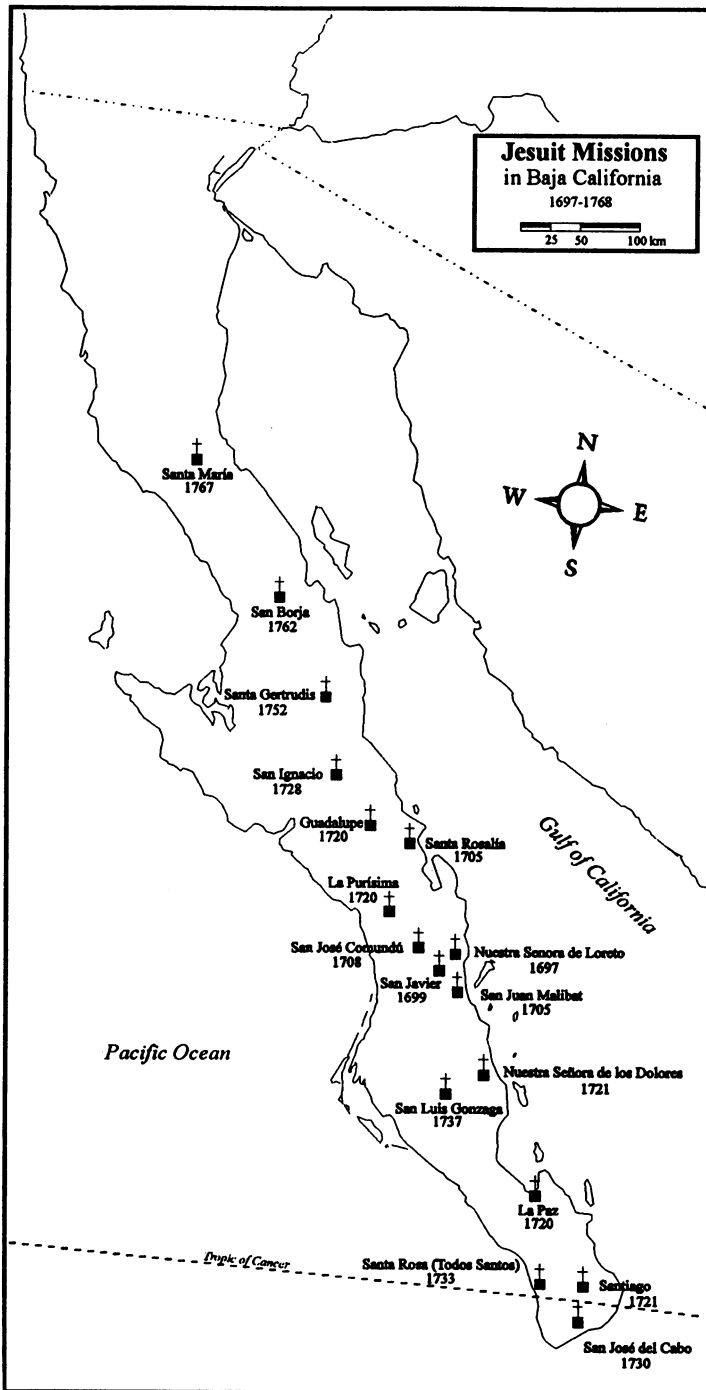 Jesuit Missions
in Baja California
1697-1768
25 50 100 km
N
W
E
S
Santa María
1767
San Borja
1762
Santa Gertrudis
1752
San Ignacio
1728
Guadalupe
1720
Santa Rosalía
1705
Gulf of California
La Purísima
1720
San José Comundú
1708
Nuestra Senora de Loreto
1697
San Javier
1699
San Juan Malibat
1705
Pacific Ocean
Nuestra Señora de los Dolores
1721
San Luis Gonzaga
1737
La Paz
1720
Tropic of Cancer
Santa Rosa (Todos Santos)
1733
Santiago
1721
San José del Cabo
1730